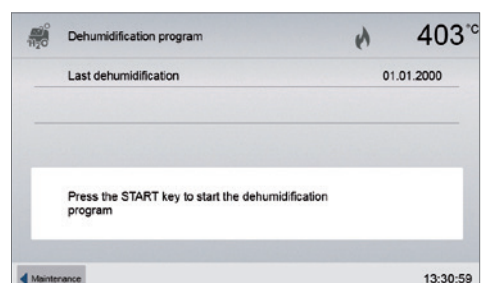 H2O Dehumidification program 403°C
Last dehumidification 01.01.2000
Press the START key to start the dehumidification
program
Maintenance 13:30:59